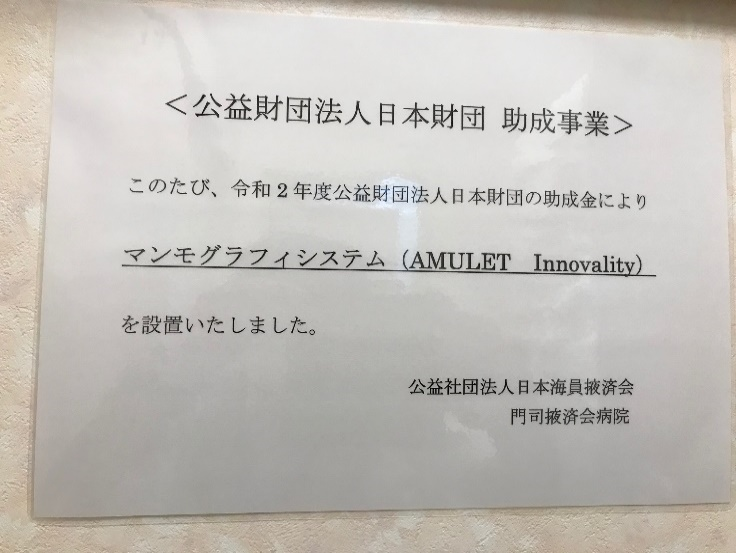 ＜公益財団法人日本財団 助成事業＞
このたび、令和2年度公益財団法人日本財団の助成金により
マンモグラフィシステム（AMULET　Innovality）
を設置いたしました。
公益社団法人日本海員掖済会
門司掖済会病院